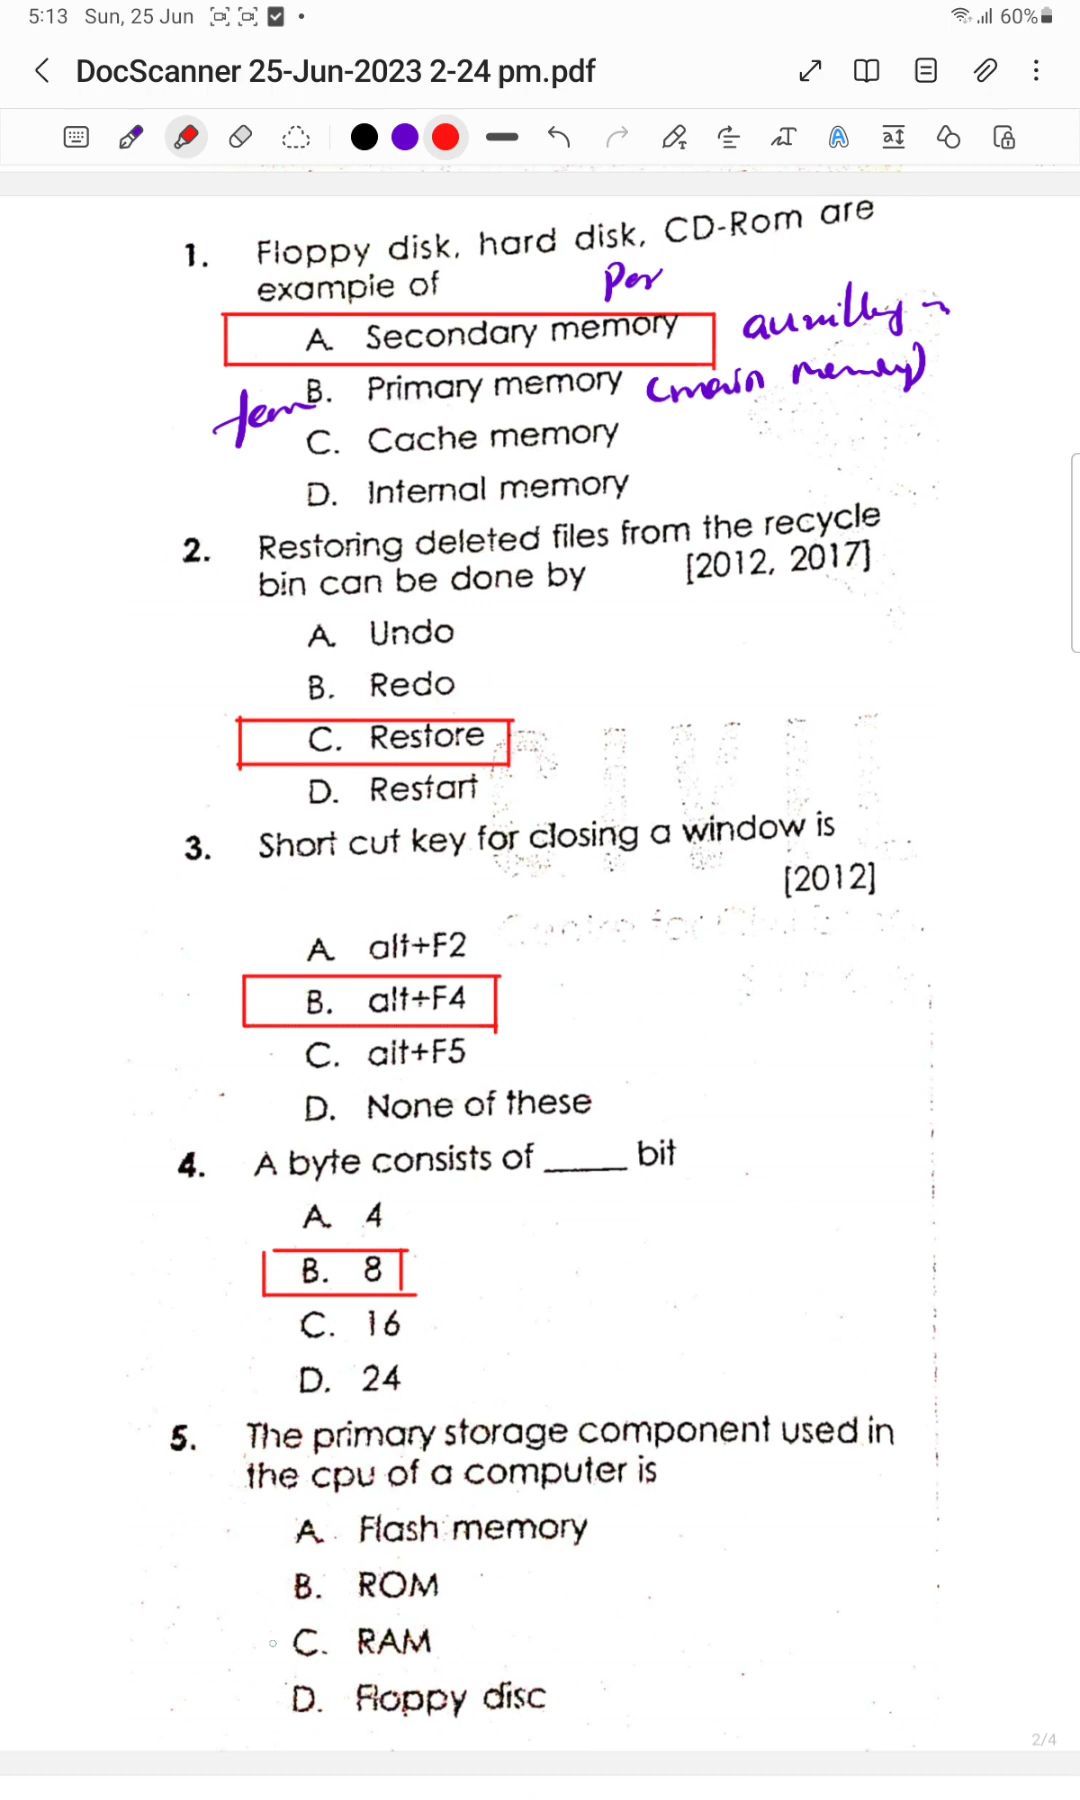 5:13 Sun, 25 Jun
60%
DocScanner 25-Jun-2023 2-24 pm.pdf
1. Floppy disk, hard disk, CD-Rom are
example of
Per
A. Secondary memory
B. Primary memory (main memory)
tem
C. Cache memory
D. Internal memory
2. Restoring deleted files from the recycle
bin can be done by [2012, 2017]
A. Undo
B. Redo
C. Restore
D. Restart
3. Short cut key for closing a window is
[2012]
A. alt+F2
B. alt+F4
C. alt+F5
D. None of these
4. A byte consists of ______ bit
A. 4
B. 8
C. 16
D. 24
5. The primary storage component used in
the cpu of a computer is
A. Flash memory
B. ROM
C. RAM
D. Floppy disc
2/4